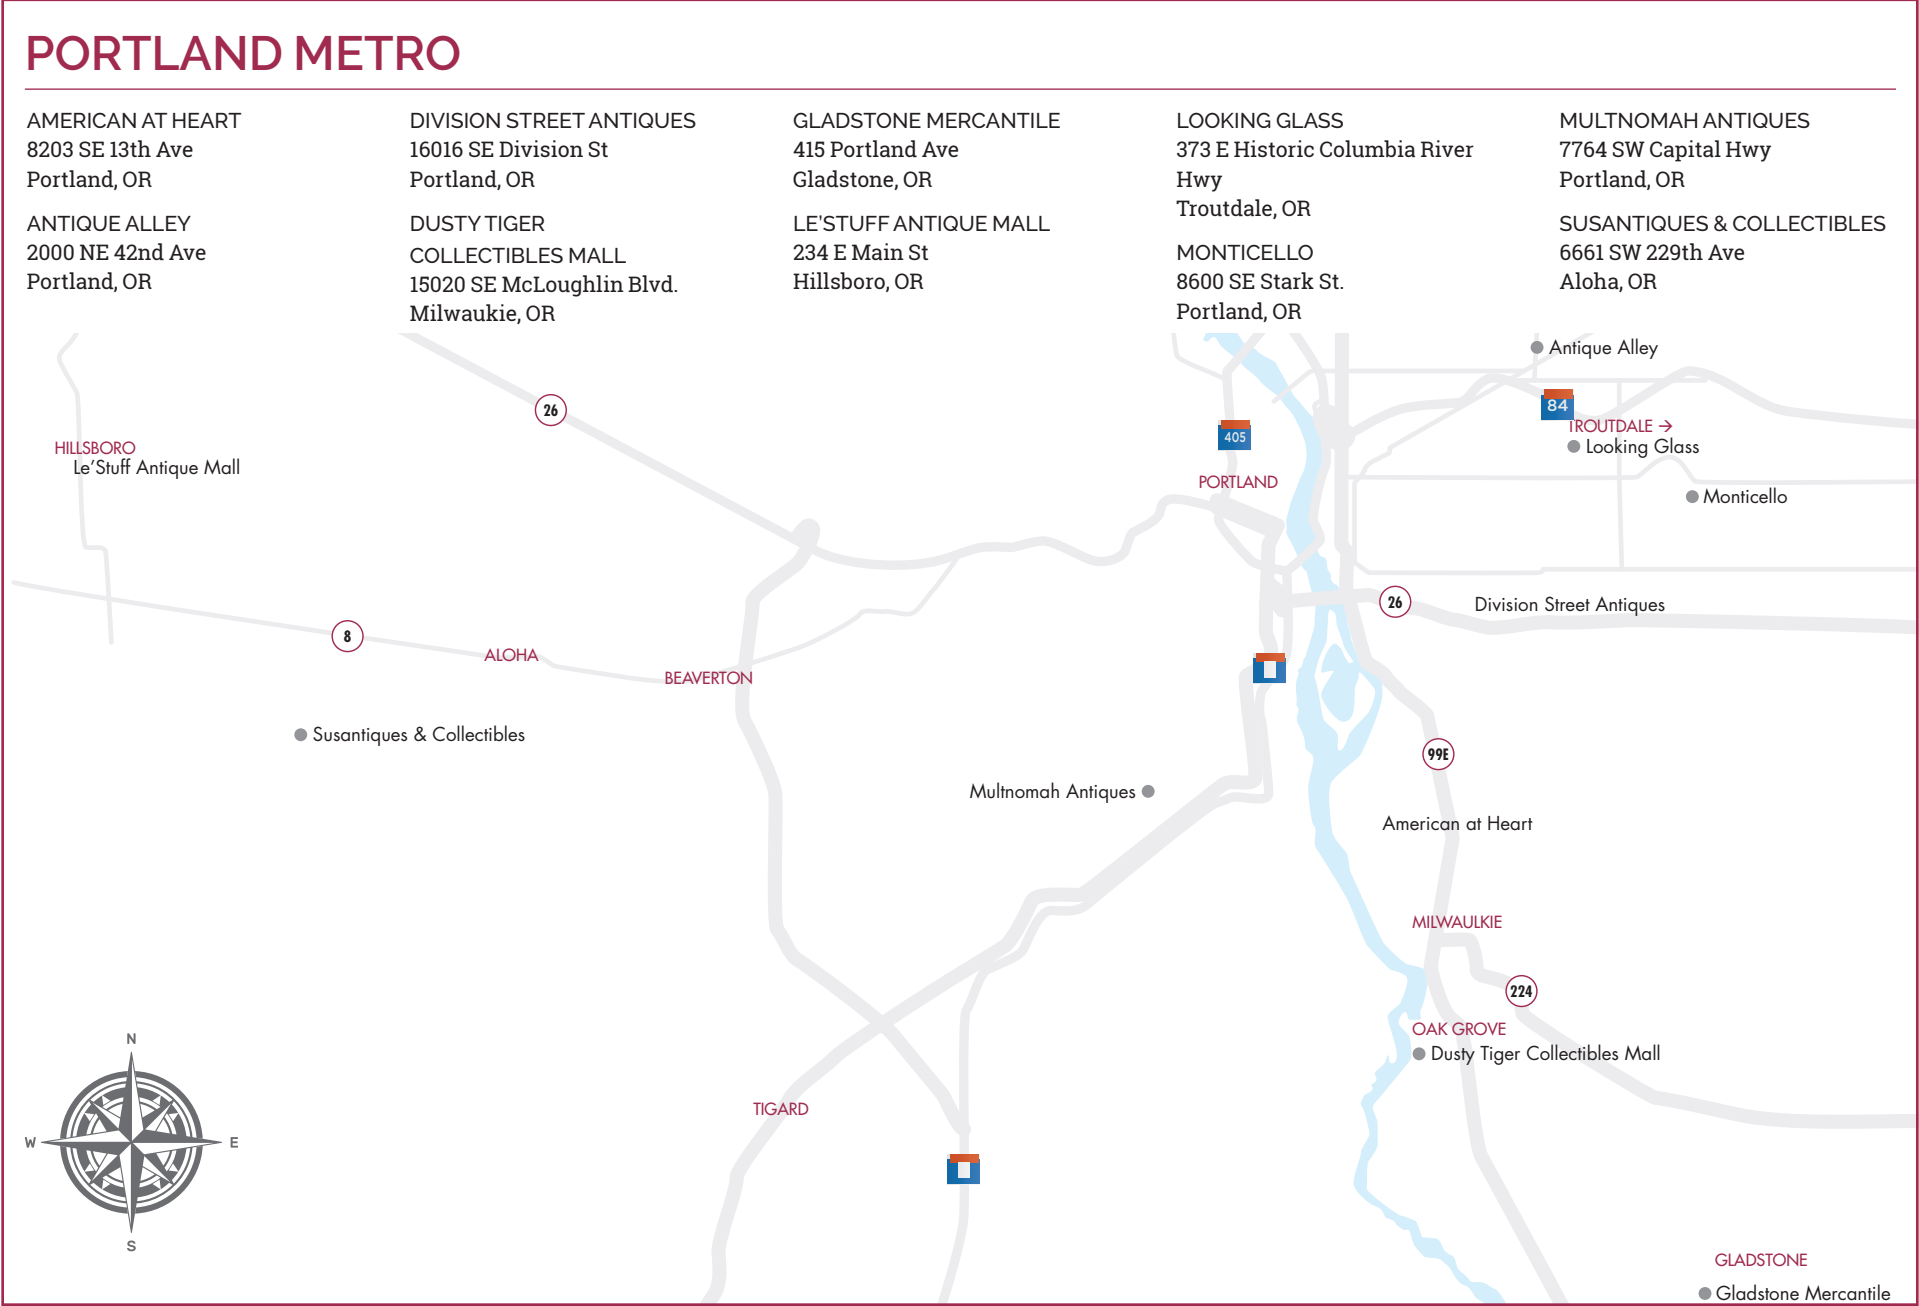 PORTLAND METRO
AMERICAN AT HEART
8203 SE 13th Ave
Portland, OR
ANTIQUE ALLEY
2000 NE 42nd Ave
Portland, OR
DIVISION STREET ANTIQUES
16016 SE Division St
Portland, OR
DUSTY TIGER
COLLECTIBLES MALL
15020 SE McLoughlin Blvd.
Milwaukie, OR
GLADSTONE MERCANTILE
415 Portland Ave
Gladstone, OR
LE'STUFF ANTIQUE MALL
234 E Main St
Hillsboro, OR
LOOKING GLASS
373 E Historic Columbia River
Hwy
Troutdale, OR
MONTICELLO
8600 SE Stark St.
Portland, OR
MULTNOMAH ANTIQUES
7764 SW Capital Hwy
Portland, OR
SUSANTIQUES & COLLECTIBLES
6661 SW 229th Ave
Aloha, OR
Antique Alley
26
84
405
TROUTDALE →
HILLSBORO
Looking Glass
Le'Stuff Antique Mall
PORTLAND
Monticello
26
Division Street Antiques
8
ALOHA
BEAVERTON
Susantiques & Collectibles
99E
Multnomah Antiques
American at Heart
MILWAULKIE
224
OAK GROVE
Dusty Tiger Collectibles Mall
N
TIGARD
W
E
S
GLADSTONE
Gladstone Mercantile